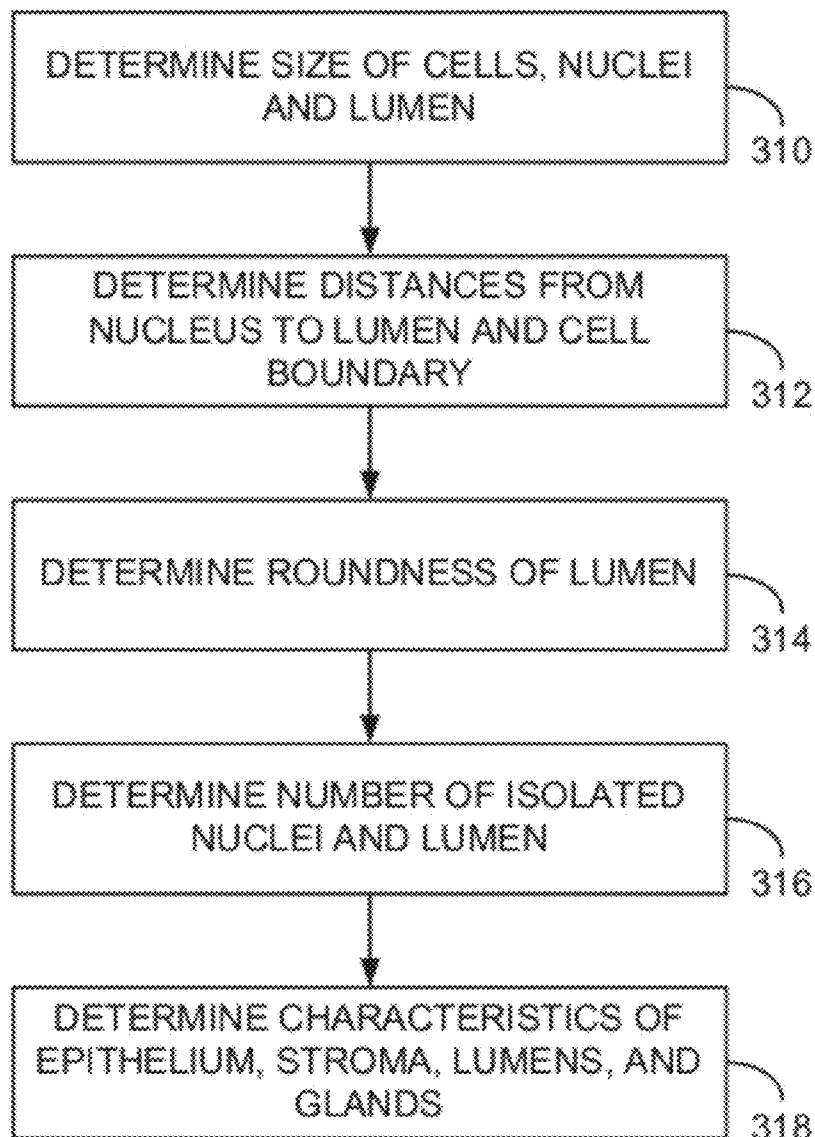 DETERMINE SIZE OF CELLS, NUCLEI
AND LUMEN
310
DETERMINE DISTANCES FROM
NUCLEUS TO LUMEN AND CELL
BOUNDARY
312
DETERMINE ROUNDNESS OF LUMEN
314
DETERMINE NUMBER OF ISOLATED
NUCLEI AND LUMEN
316
DETERMINE CHARACTERISTICS OF
EPITHELIUM, STROMA, LUMENS, AND
GLANDS
318